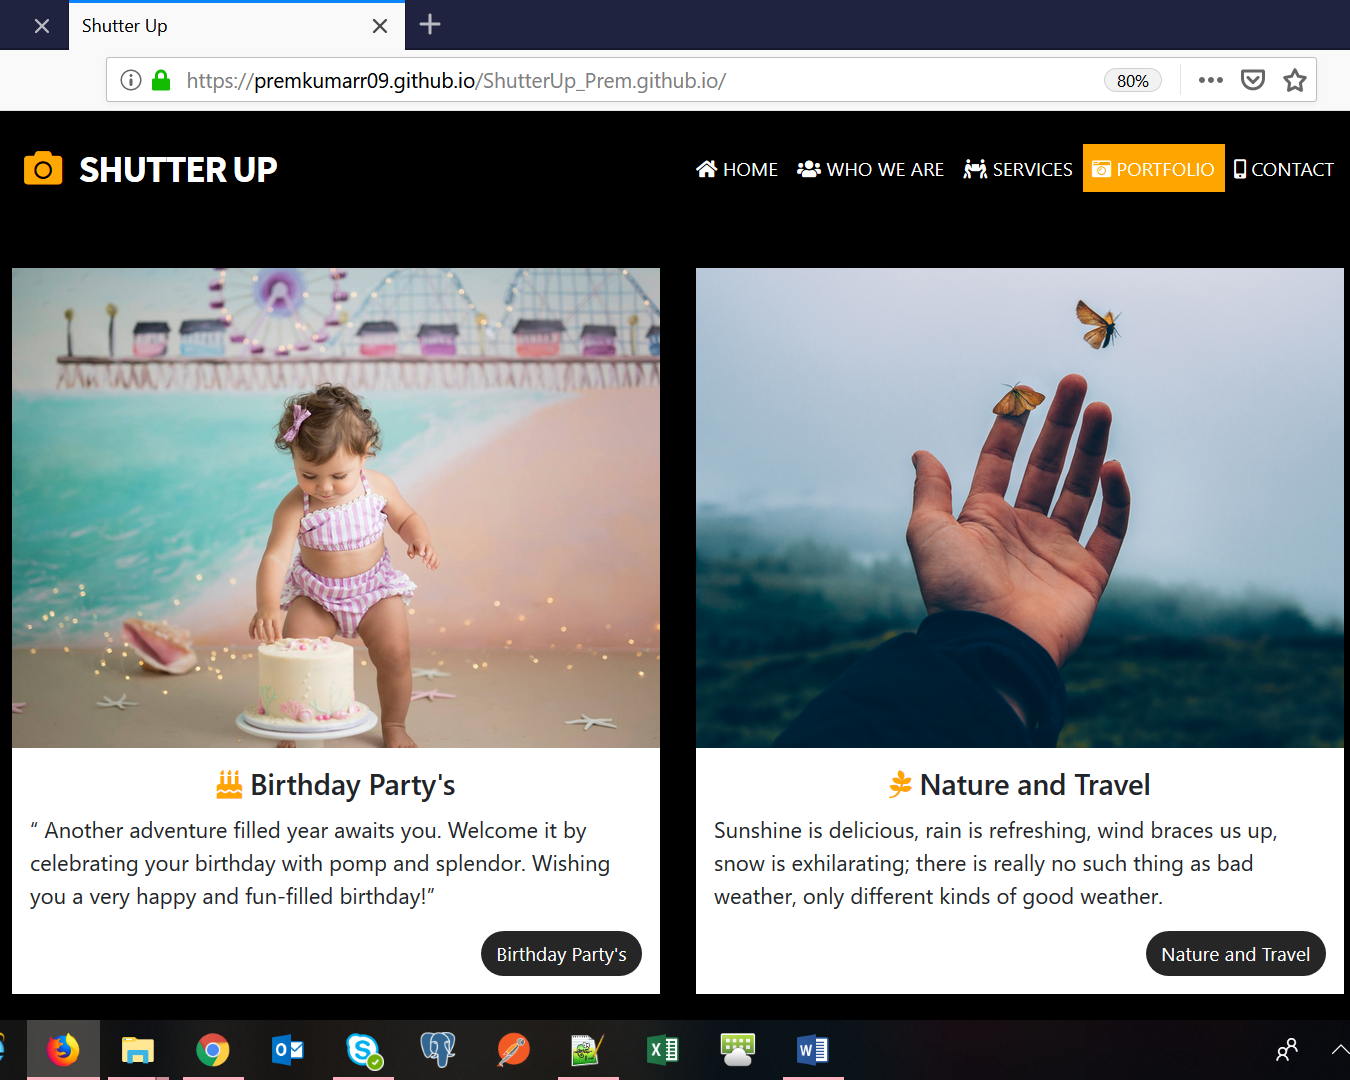 Shutter Up
https://premkumarr09.github.io/ShutterUp_Prem.github.io/
80%
SHUTTER UP
HOME WHO WE ARE SERVICES PORTFOLIO CONTACT
Birthday Party's
“ Another adventure filled year awaits you. Welcome it by
celebrating your birthday with pomp and splendor. Wishing
you a very happy and fun-filled birthday!”
Birthday Party's
Nature and Travel
Sunshine is delicious, rain is refreshing, wind braces us up,
snow is exhilarating; there is really no such thing as bad
weather, only different kinds of good weather.
Nature and Travel